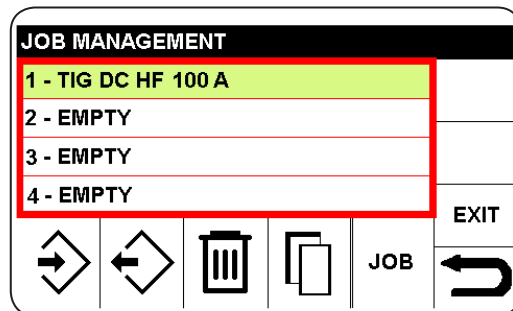 JOB MANAGEMENT
1 - TIG DC HF 100 A
2 - EMPTY
3 - EMPTY
4 - EMPTY
EXIT
JOB